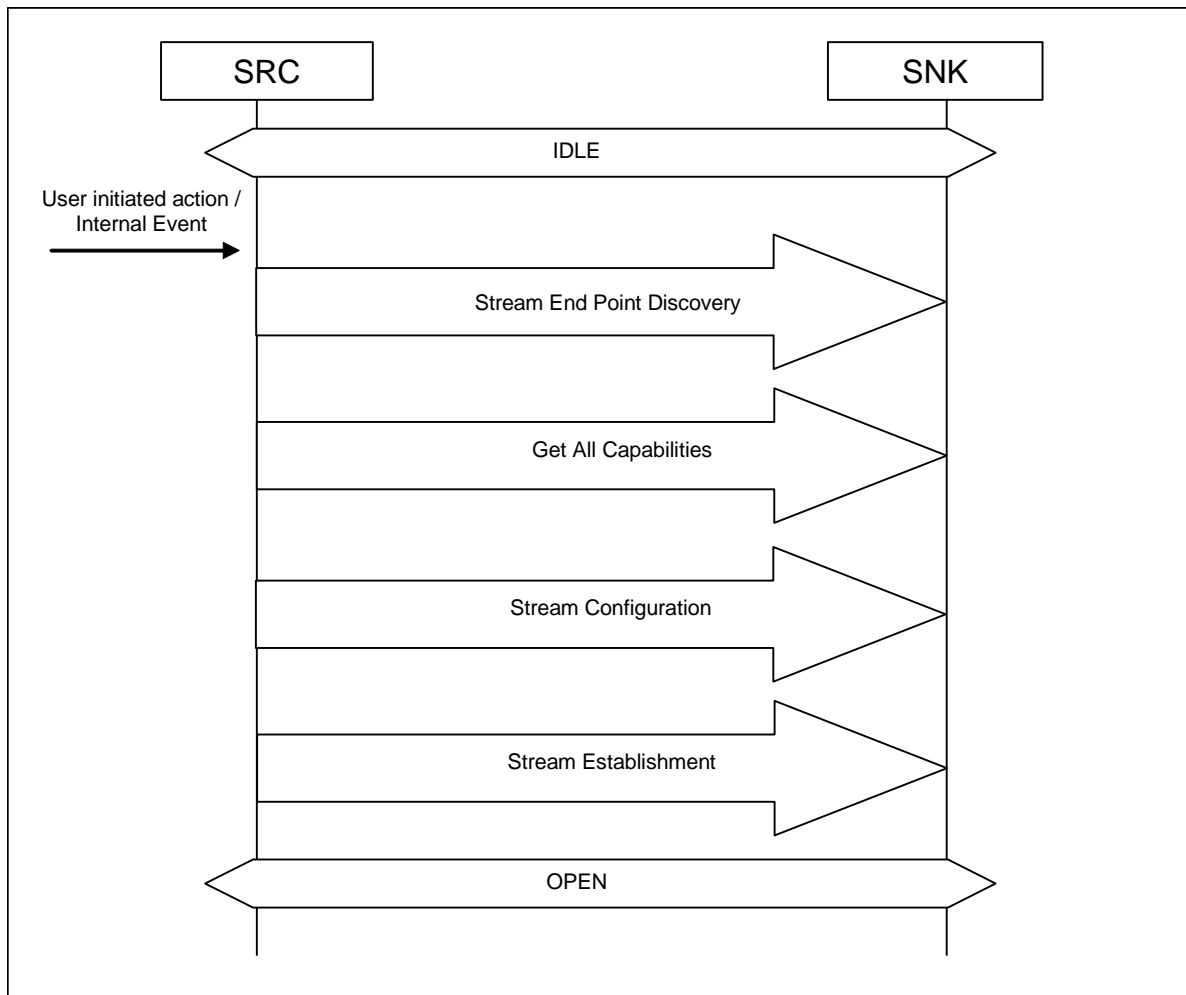 SRC
SNK
IDLE
User initiated action /
Internal Event
Stream End Point Discovery
Get All Capabilities
Stream Configuration
Stream Establishment
OPEN